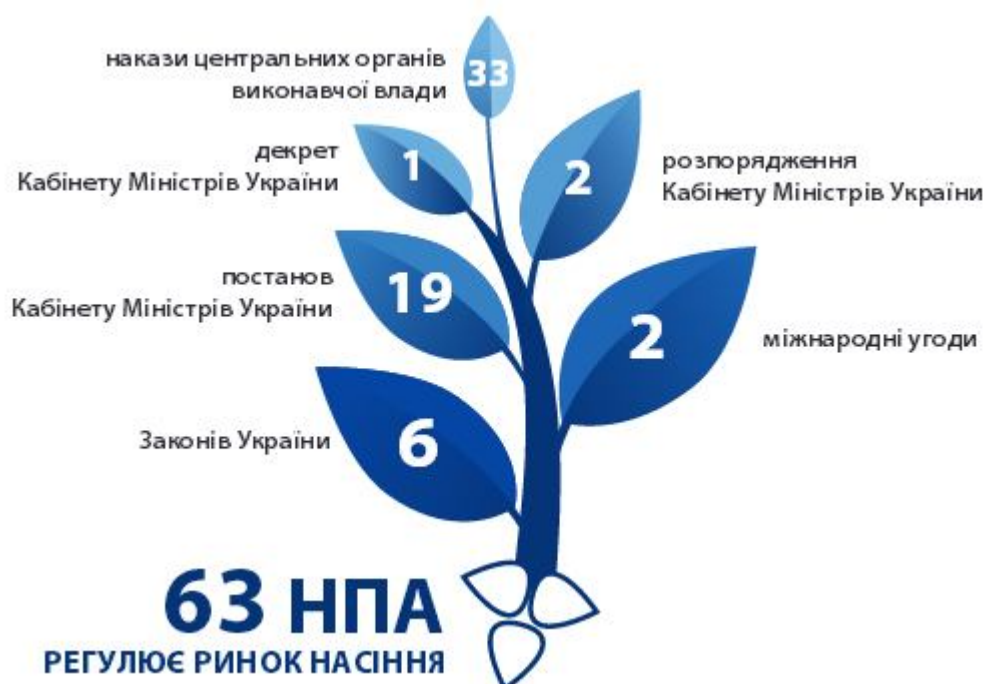 накази центральних органів
виконавчої влади
33
декрет
Кабінету Міністрів України
1
2
розпорядження
Кабінету Міністрів України
постанов
Кабінету Міністрів України
19
2
міжнародні угоди
Законів України
6
63 НПА
РЕГУЛЮЄ РИНОК НАСІННЯ